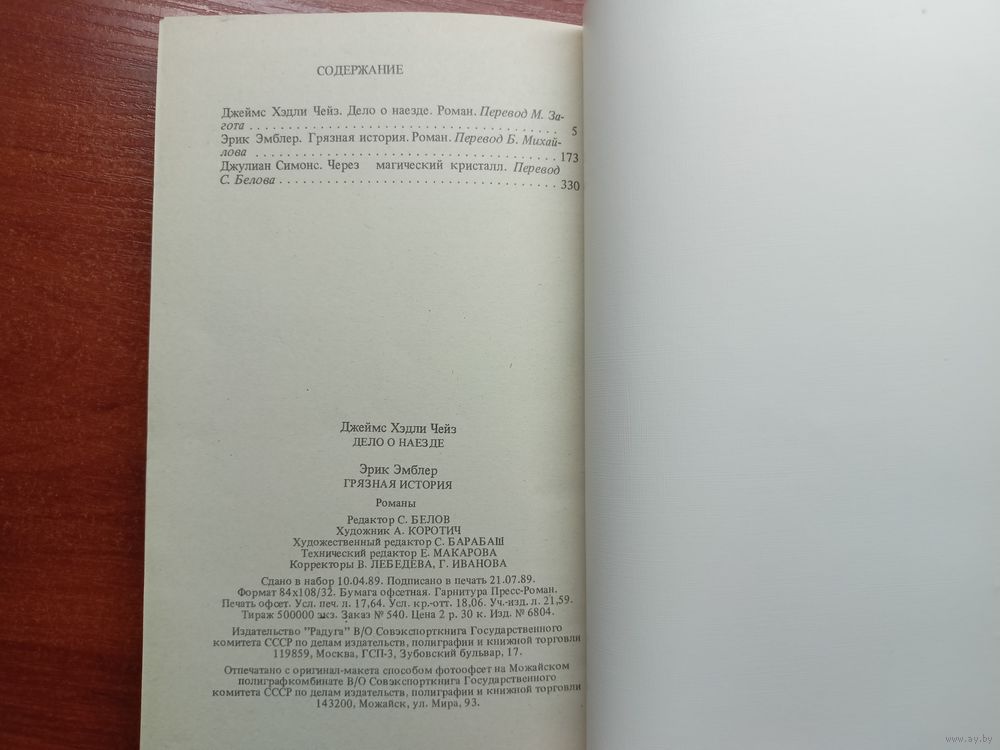 СОДЕРЖАНИЕ
Джеймс Хэдли Чейз. Дело о наезде. Роман. Перевод М. За-
гота . . . . . . . . . . . . . . . . . . . . . . . . . . . . . . 5
Эрик Эмблер. Грязная история. Роман. Перевод Б. Михай-
лова . . . . . . . . . . . . . . . . . . . . . . . . . . . . . 173
Джулиан Симонс. Через магический кристалл. Перевод
С. Белова . . . . . . . . . . . . . . . . . . . . . . . . . . 330
Джеймс Хэдли Чейз
ДЕЛО О НАЕЗДЕ
Эрик Эмблер
ГРЯЗНАЯ ИСТОРИЯ
Романы
Редактор С. БЕЛОВ
Художник А. КОРОТИЧ
Художественный редактор С. БАРАБАШ
Технический редактор Е. МАКАРОВА
Корректоры В. ЛЕБЕДЕВА, Г. ИВАНОВА
Сдано в набор 10.04.89. Подписано в печать 21.07.89.
Формат 84х108/32. Бумага офсетная. Гарнитура Пресс-Роман.
Печать офсет. Усл. печ. л. 17,64. Усл. кр.-отт. 18,06. Уч.-изд. л. 21,59.
Тираж 500000 экз. Заказ № 540. Цена 2 р. 30 к. Изд. № 6804.
Издательство "Радуга" В/О Совэкспорткнига Государственного
комитета СССР по делам издательств, полиграфии и книжной торговли
119859, Москва, ГСП-3, Зубовский бульвар, 17.
Отпечатано с оригинал-макета способом фотоофсет на Можайском
полиграфкомбинате В/О Совэкспорткнига Государственного
комитета СССР по делам издательств, полиграфии и книжной торговли
143200, Можайск, ул. Мира, 93.
www.ay.by